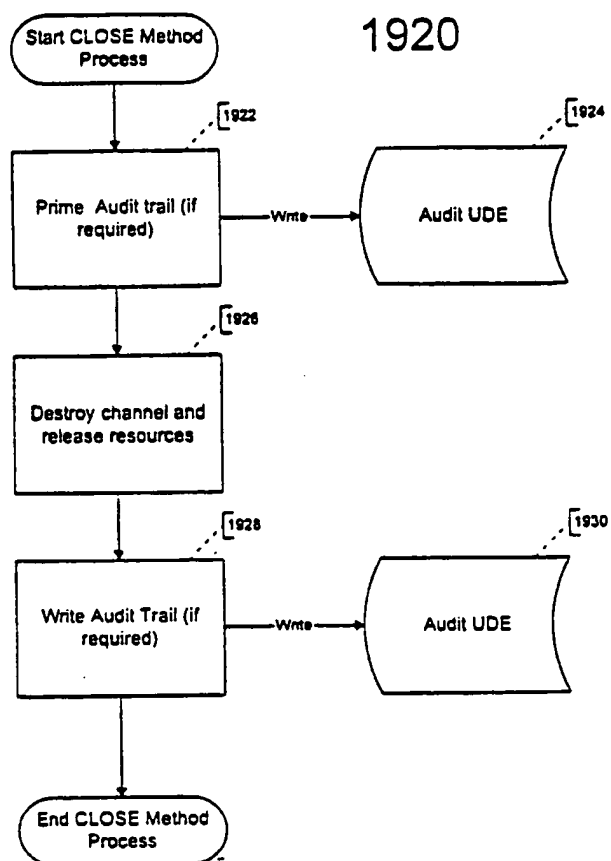 Start CLOSE Method
Process
1920
1922
1924
Prime Audit trail (if
required)
Write
Audit UDE
1926
Destroy channel and
release resources
1928
1930
Write Audit Trail (if
required)
Write
Audit UDE
End CLOSE Method
Process